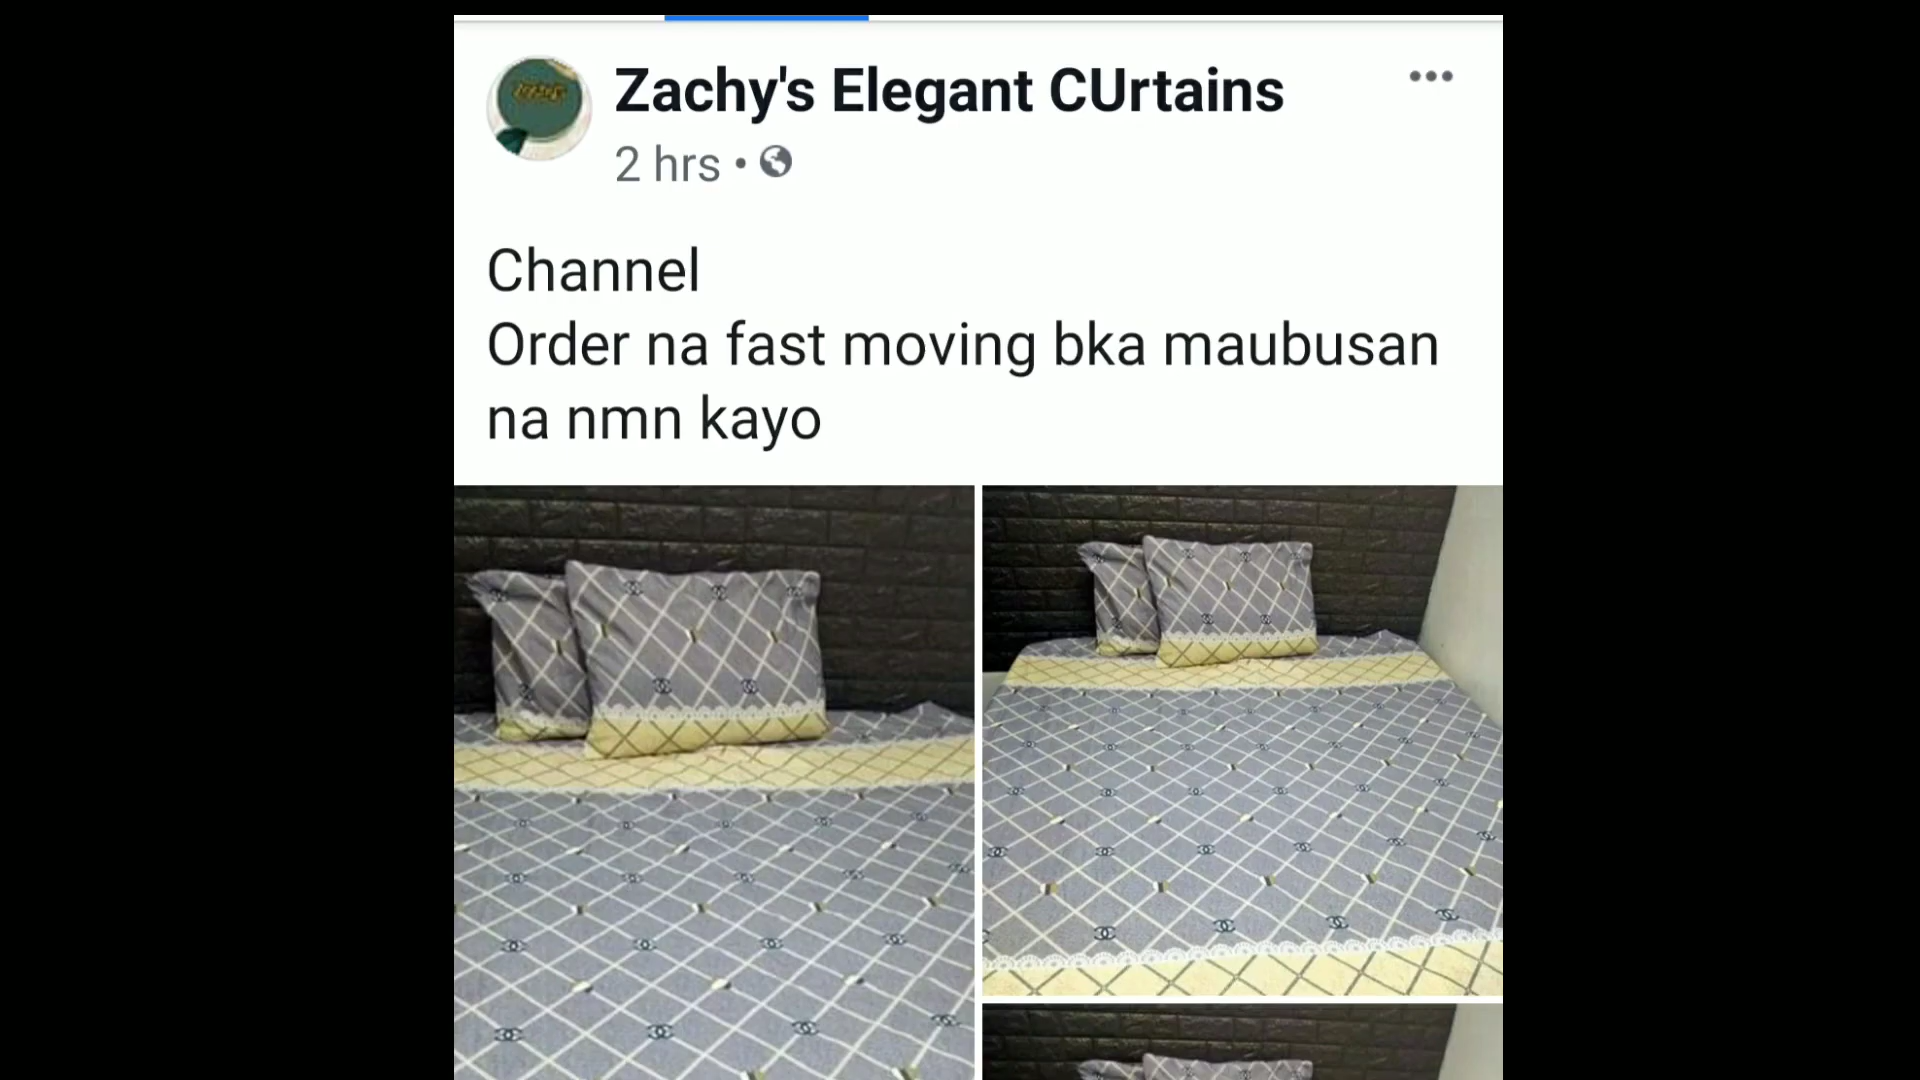 Zachy's Elegant CUrtains
2 hrs •
Channel
Order na fast moving bka maubusan
na nmn kayo